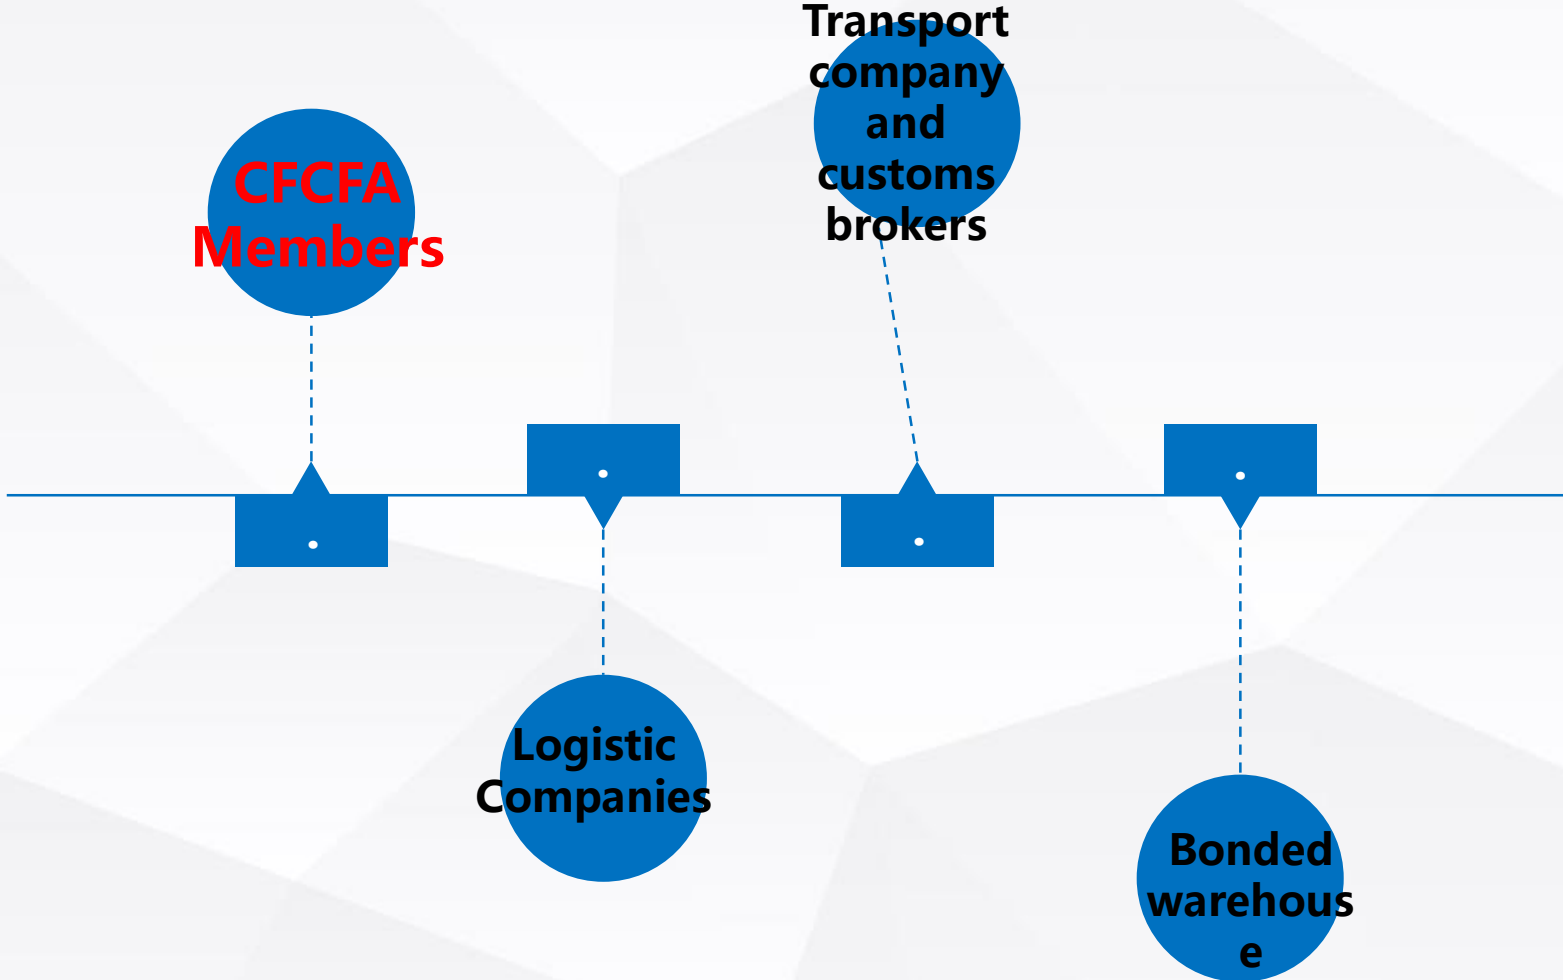 CFCFA
Members
Logistic
Companies
Transport
company
and
customs
brokers
Bonded
warehous
e